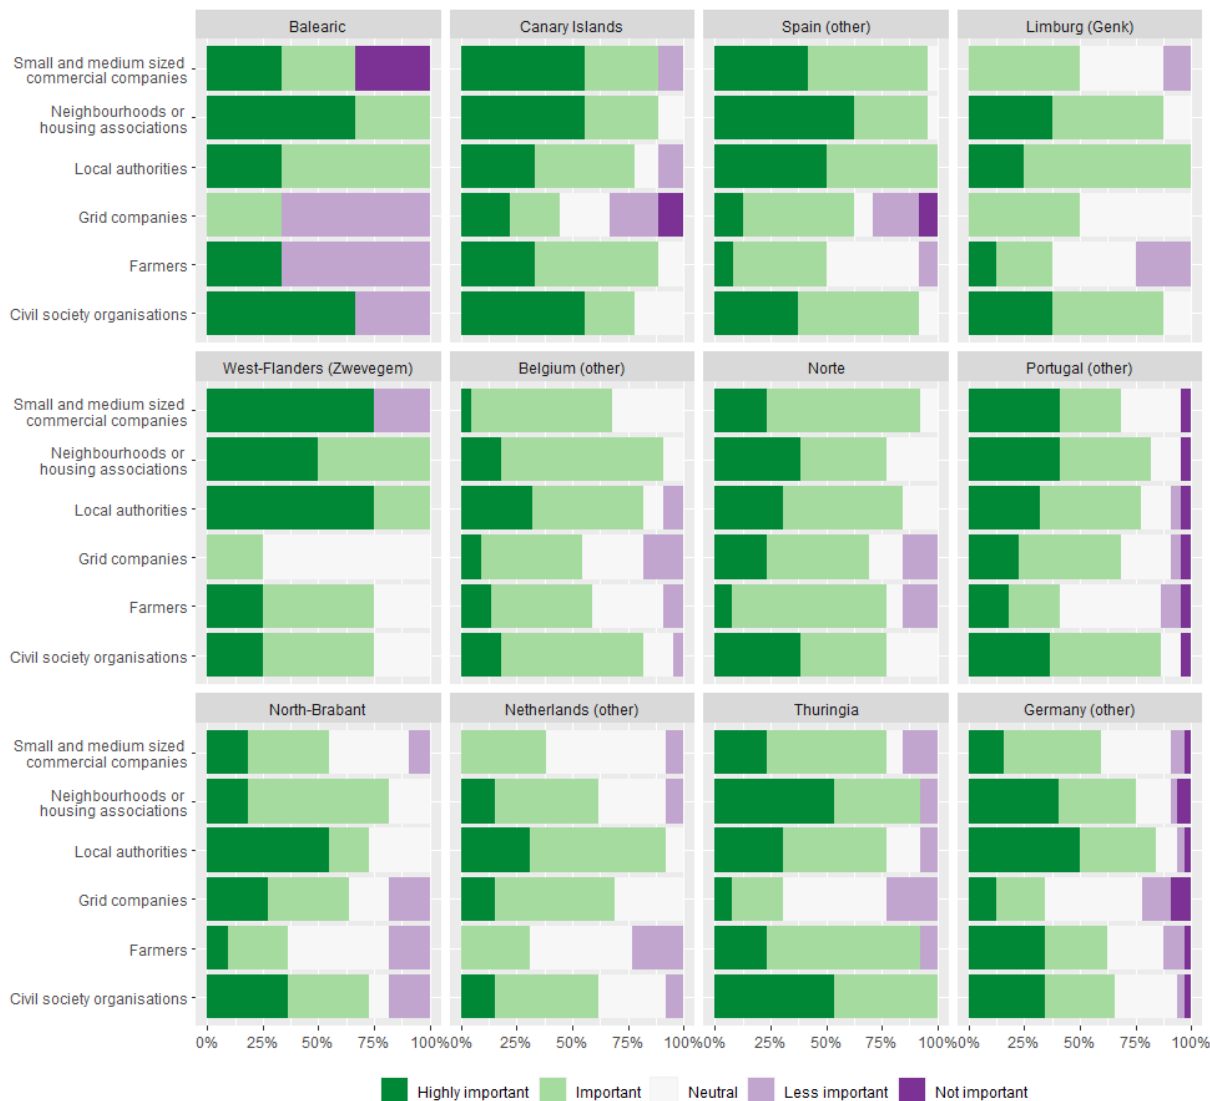 Balearic
Canary Islands
Spain (other)
Limburg (Genk)
Small and medium sized
commercial companies
Neighbourhoods or
housing associations
Local authorities
Grid companies
Farmers
Civil society organisations
West-Flanders (Zwevegem)
Belgium (other)
Norte
Portugal (other)
Small and medium sized
commercial companies
Neighbourhoods or
housing associations
Local authorities
Grid companies
Farmers
Civil society organisations
North-Brabant
Netherlands (other)
Thuringia
Germany (other)
Small and medium sized
commercial companies
Neighbourhoods or
housing associations
Local authorities
Grid companies
Farmers
Civil society organisations
0% 25% 50% 75% 100% 0% 25% 50% 75% 100% 0% 25% 50% 75% 100% 0% 25% 50% 75% 100%
Highly important Important Neutral Less important Not important